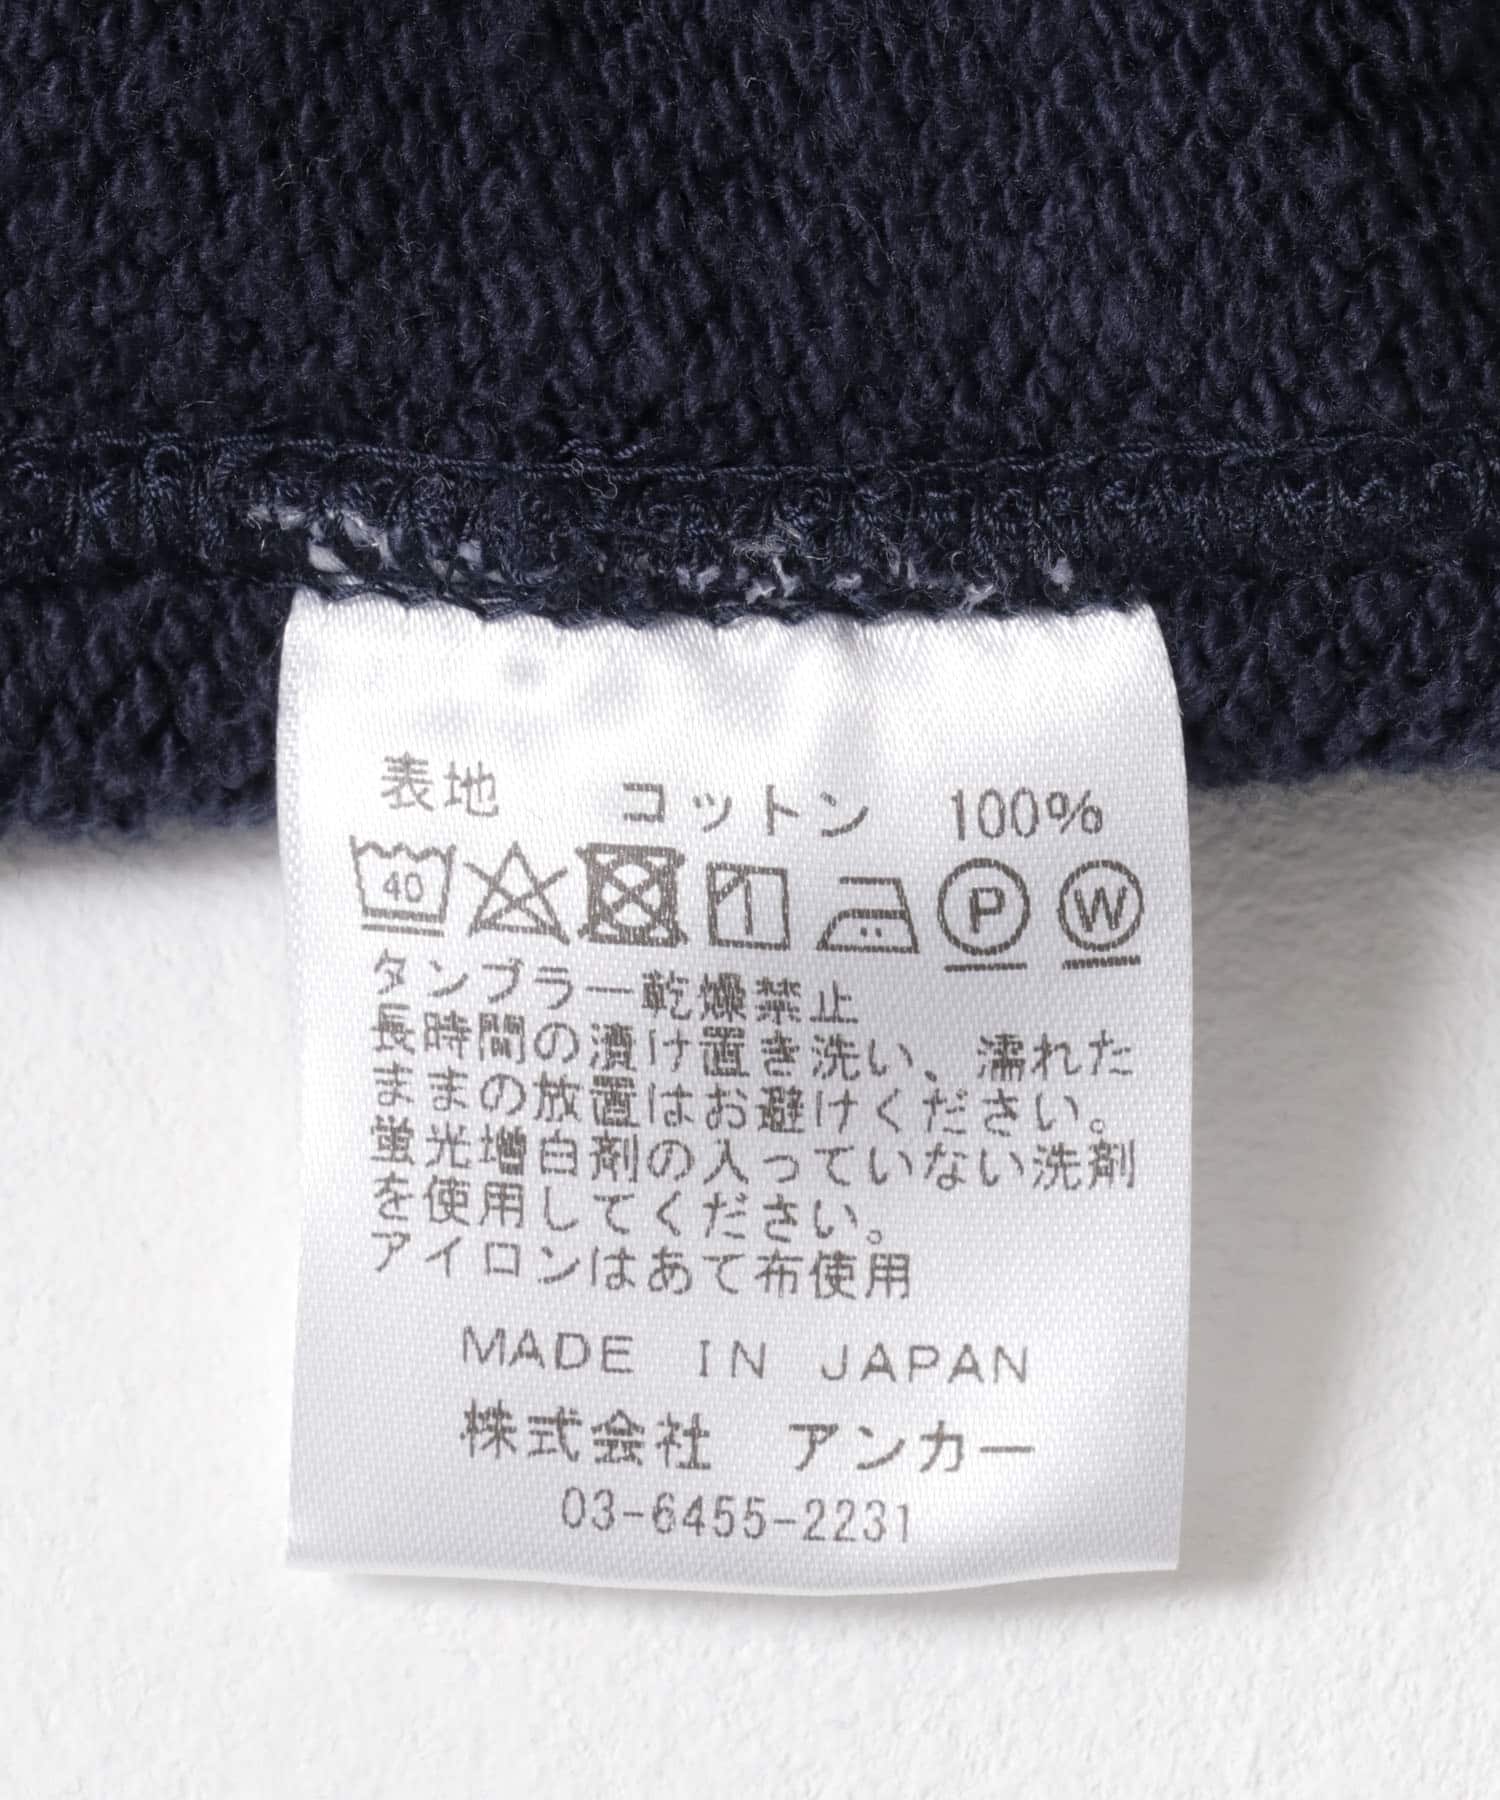 表地 コットン 100%
40 P W
タンブラー乾燥禁止
長時間の漬け置き洗い、濡れた
ままの放置はお避けください。
蛍光増白剤の入っていない洗剤
を使用してください。
アイロンはあて布使用
MADE IN JAPAN
株式会社 アンカー
03-6455-2231